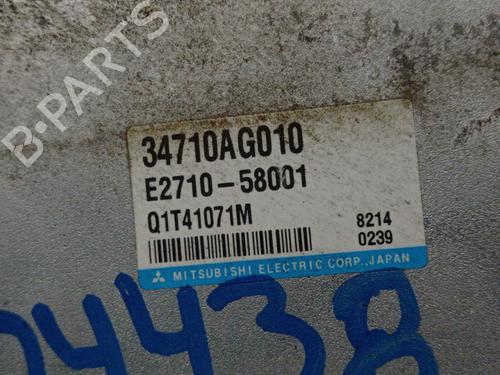 B-PARTS
34710AG010
E2710-58001
Q1T41071M
8214
0239
MITSUBISHI ELECTRIC CORP., JAPAN
04438